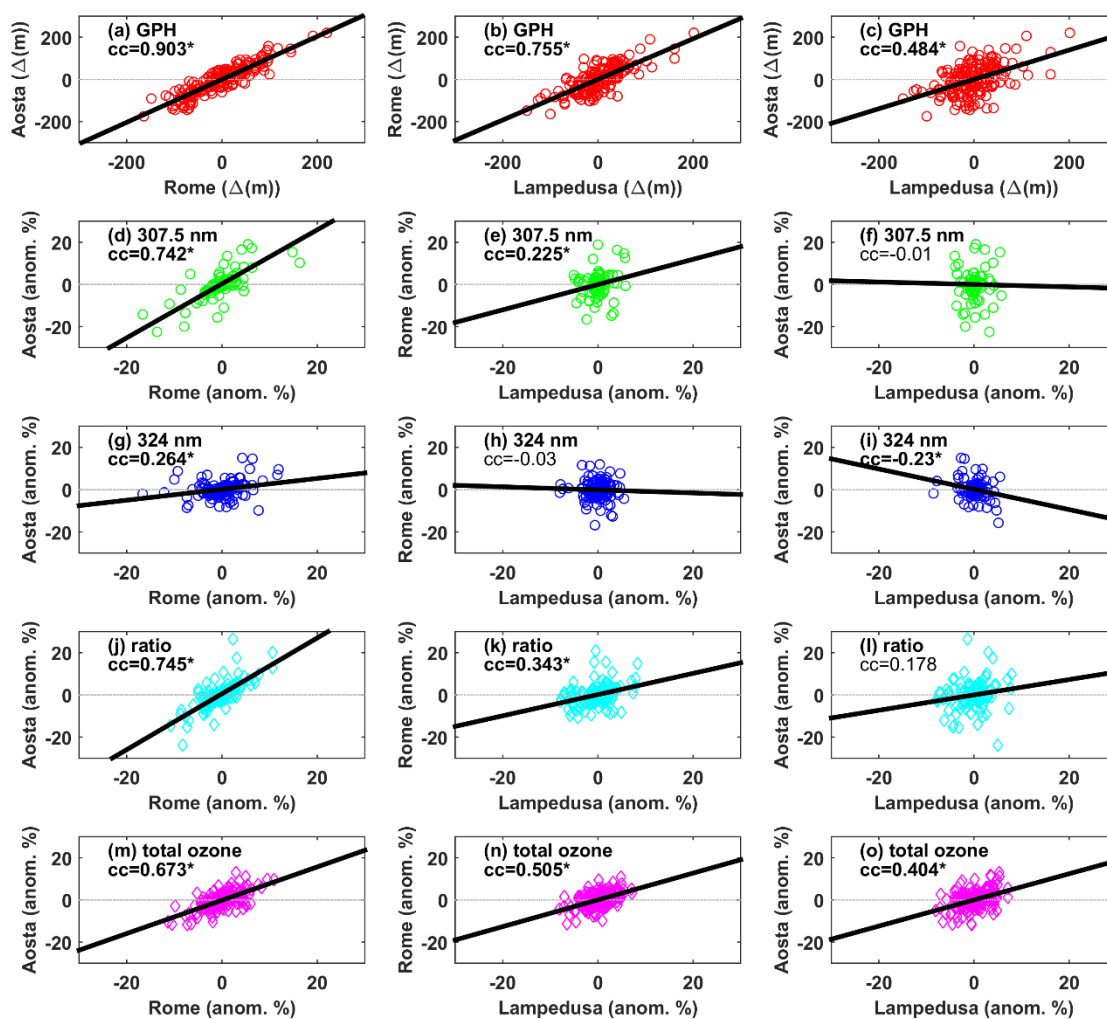 (a) GPH
cc=0.903*
200
0
-200
Aosta (Δ(m))
-200
0
200
Rome (Δ(m))
(b) GPH
cc=0.755*
200
0
-200
Rome (Δ(m))
-200
0
200
Lampedusa (Δ(m))
(c) GPH
cc=0.484*
200
0
-200
Aosta (Δ(m))
-200
0
200
Lampedusa (Δ(m))
(d) 307.5 nm
cc=0.742*
20
0
-20
Aosta (anom. %)
-20
0
20
Rome (anom. %)
(e) 307.5 nm
cc=0.225*
20
0
-20
Rome (anom. %)
-20
0
20
Lampedusa (anom. %)
(f) 307.5 nm
cc=-0.01
20
0
-20
Aosta (anom. %)
-20
0
20
Lampedusa (anom. %)
(g) 324 nm
cc=0.264*
20
0
-20
Aosta (anom. %)
-20
0
20
Rome (anom. %)
(h) 324 nm
cc=-0.03
20
0
-20
Rome (anom. %)
-20
0
20
Lampedusa (anom. %)
(i) 324 nm
cc=-0.23*
20
0
-20
Aosta (anom. %)
-20
0
20
Lampedusa (anom. %)
(j) ratio
cc=0.745*
20
0
-20
Aosta (anom. %)
-20
0
20
Rome (anom. %)
(k) ratio
cc=0.343*
20
0
-20
Rome (anom. %)
-20
0
20
Lampedusa (anom. %)
(l) ratio
cc=0.178
20
0
-20
Aosta (anom. %)
-20
0
20
Lampedusa (anom. %)
(m) total ozone
cc=0.673*
20
0
-20
Aosta (anom. %)
-20
0
20
Rome (anom. %)
(n) total ozone
cc=0.505*
20
0
-20
Rome (anom. %)
-20
0
20
Lampedusa (anom. %)
(o) total ozone
cc=0.404*
20
0
-20
Aosta (anom. %)
-20
0
20
Lampedusa (anom. %)